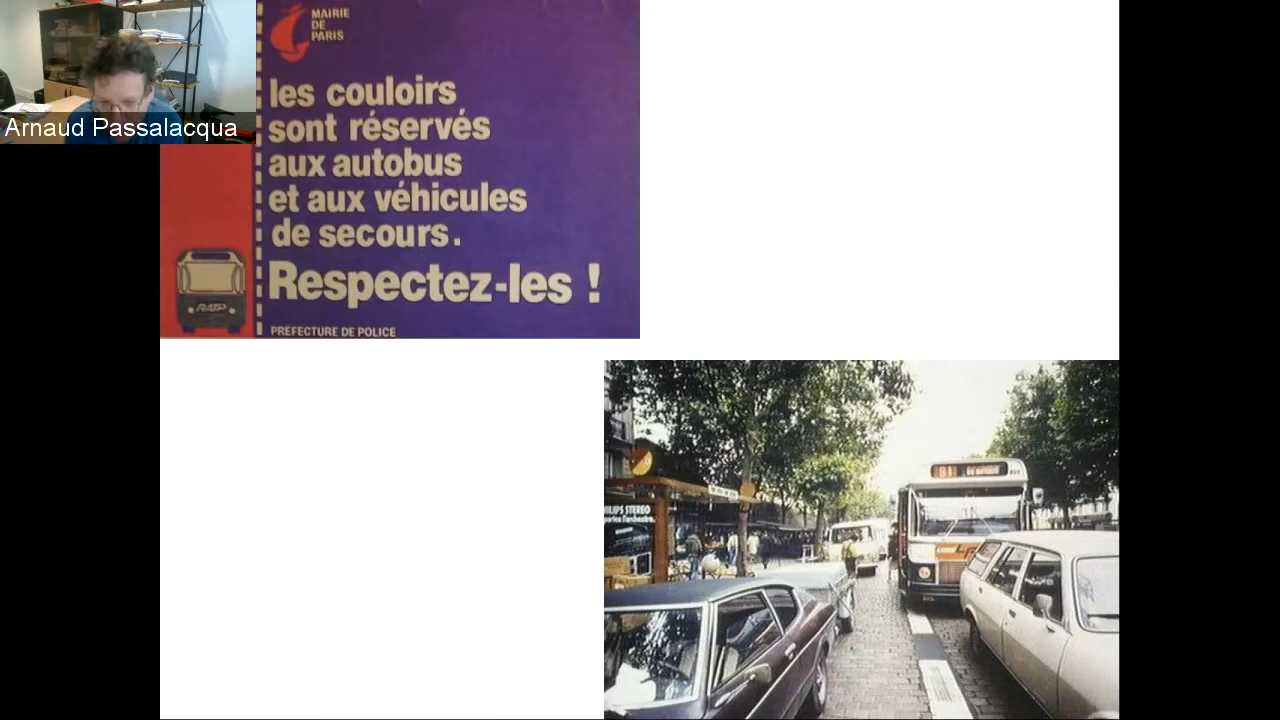 MAIRIE
DE
PARIS
les couloirs
sont réservés
aux autobus
et aux véhicules
de secours.
Respectez-les !
RATP
PREFECTURE DE POLICE
Arnaud Passalacqua
PHILIPS STEREO
91